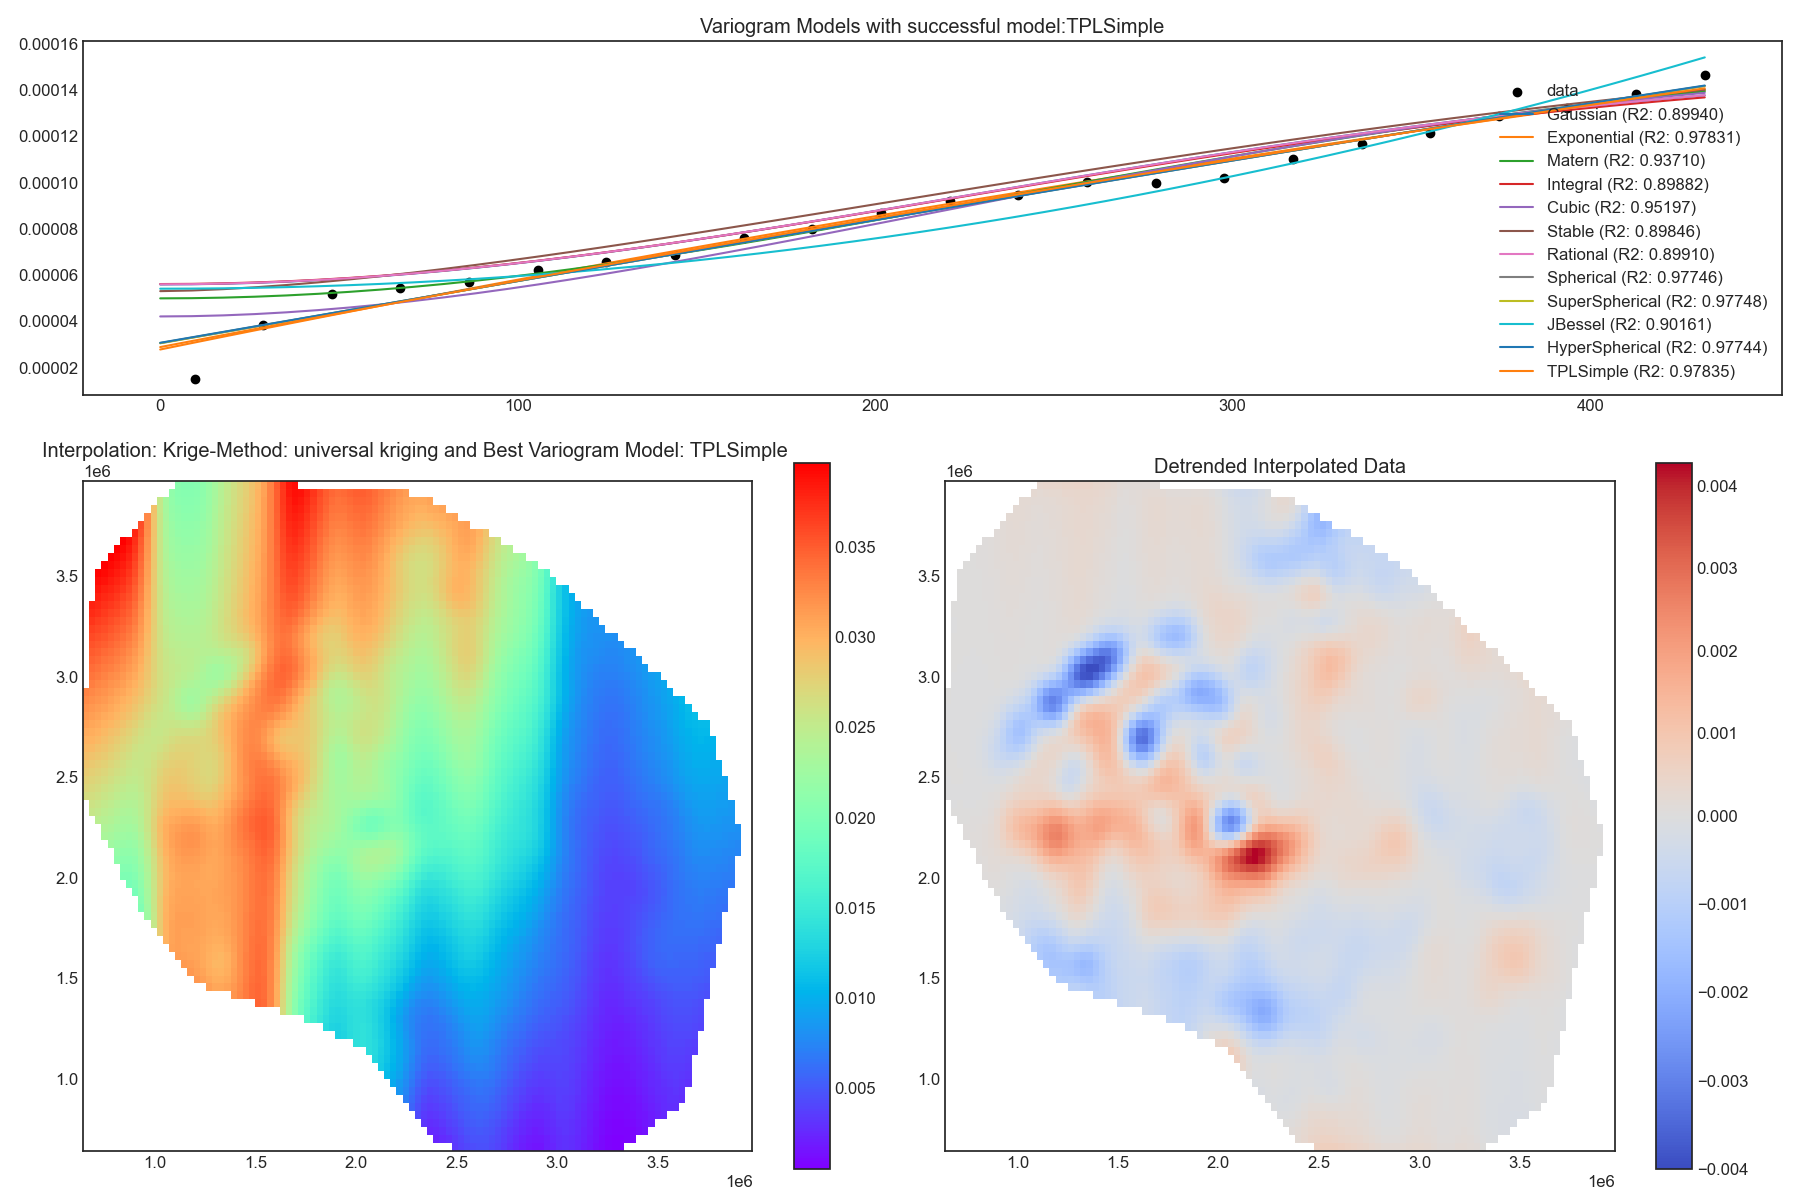 Variogram Models with successful model:TPLSimple
0.00016
0.00014
0.00012
0.00010
0.00008
0.00006
0.00004
0.00002
0 100 200 300 400
data
Gaussian (R2: 0.89940)
Exponential (R2: 0.97831)
Matern (R2: 0.93710)
Integral (R2: 0.89882)
Cubic (R2: 0.95197)
Stable (R2: 0.89846)
Rational (R2: 0.89910)
Spherical (R2: 0.97746)
SuperSpherical (R2: 0.97748)
JBessel (R2: 0.90161)
HyperSpherical (R2: 0.97744)
TPLSimple (R2: 0.97835)
Interpolation: Krige-Method: universal kriging and Best Variogram Model: TPLSimple
1e6
3.5
3.0
2.5
2.0
1.5
1.0
1.0 1.5 2.0 2.5 3.0 3.5
1e6
0.035
0.030
0.025
0.020
0.015
0.010
0.005
Detrended Interpolated Data
1e6
3.5
3.0
2.5
2.0
1.5
1.0
1.0 1.5 2.0 2.5 3.0 3.5
1e6
0.004
0.003
0.002
0.001
0.000
−0.001
−0.002
−0.003
−0.004